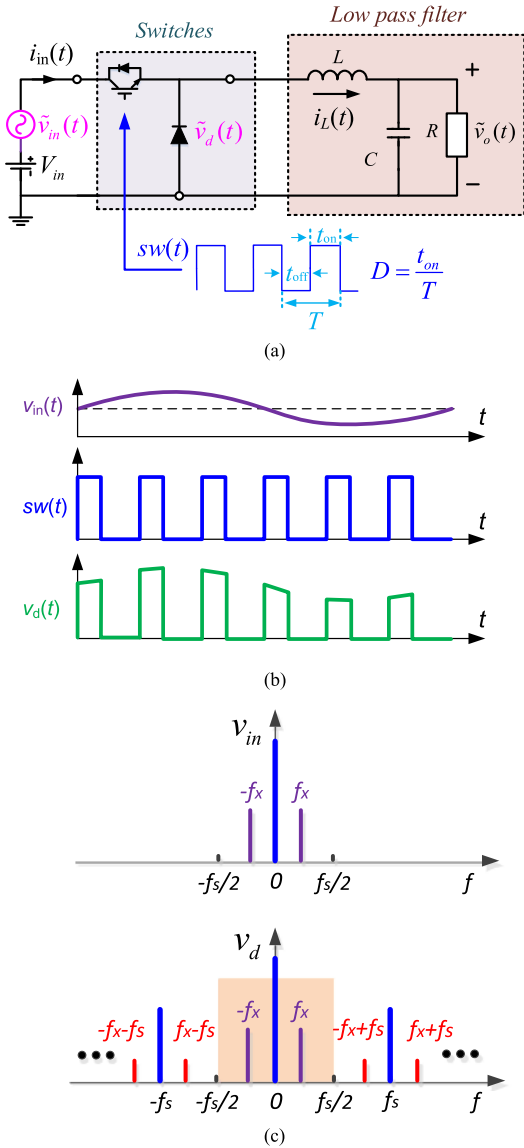 Switches
Low pass filter
i_in(t)
L
+
ṽ_in(t)
ṽ_d(t)
i_L(t)
C
R
ṽ_o(t)
+
V_in
−
sw(t)
t_on
t_off
T
D = t_on/T
(a)
v_in(t)
t
sw(t)
t
v_d(t)
t
(b)
v_in
-f_x
f_x
-f_s/2
0
f_s/2
f
v_d
-f_x-f_s
f_x-f_s
-f_x
f_x
-f_x+f_s
f_x+f_s
-f_s
-f_s/2
0
f_s/2
f_s
f
(c)